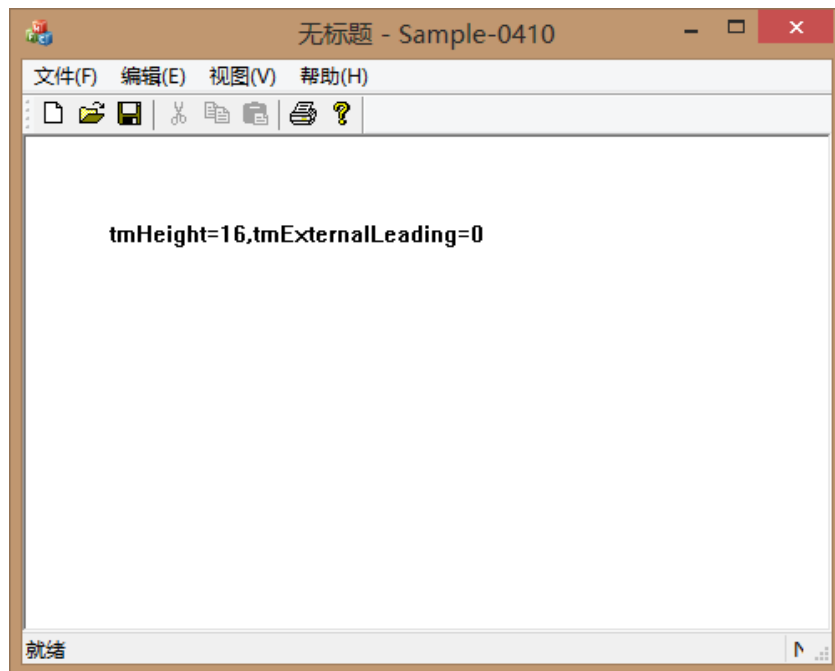 无标题 - Sample-0410
文件(F) 编辑(E) 视图(V) 帮助(H)
tmHeight=16,tmExternalLeading=0
就绪